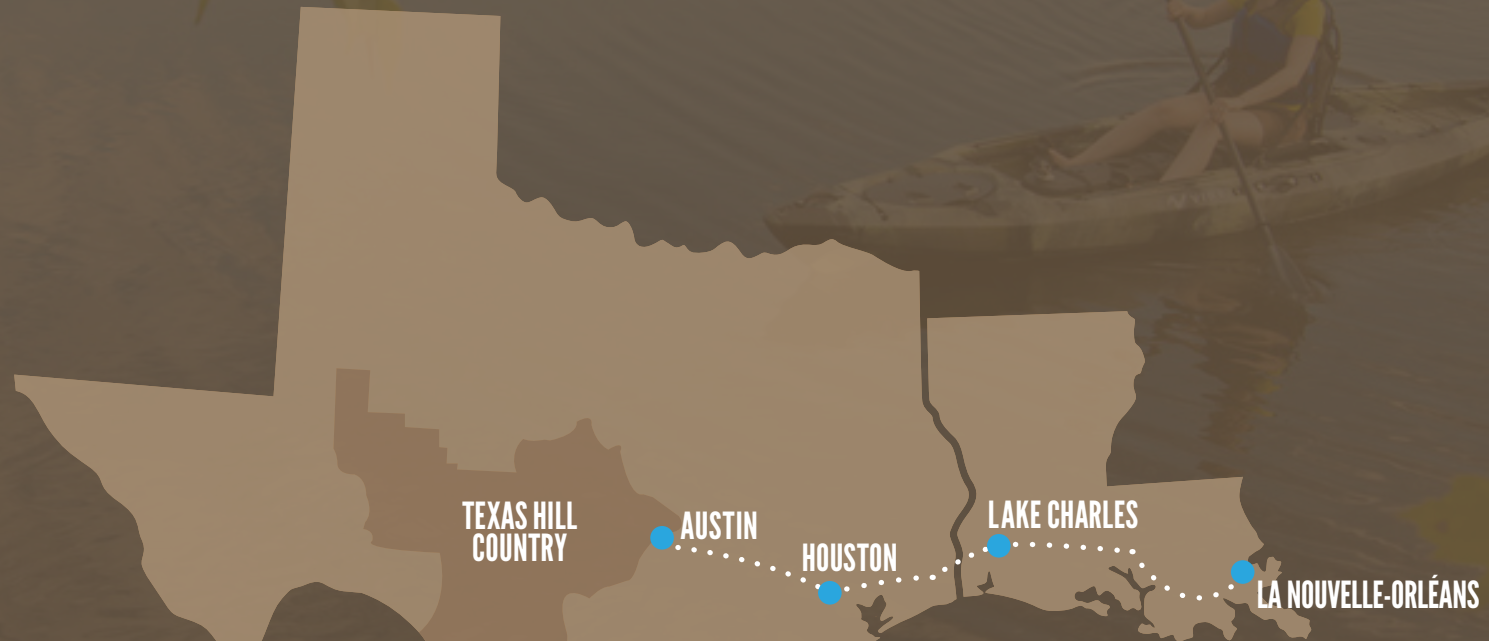 TEXAS HILL
COUNTRY
AUSTIN
HOUSTON
LAKE CHARLES
LA NOUVELLE-ORLÉANS